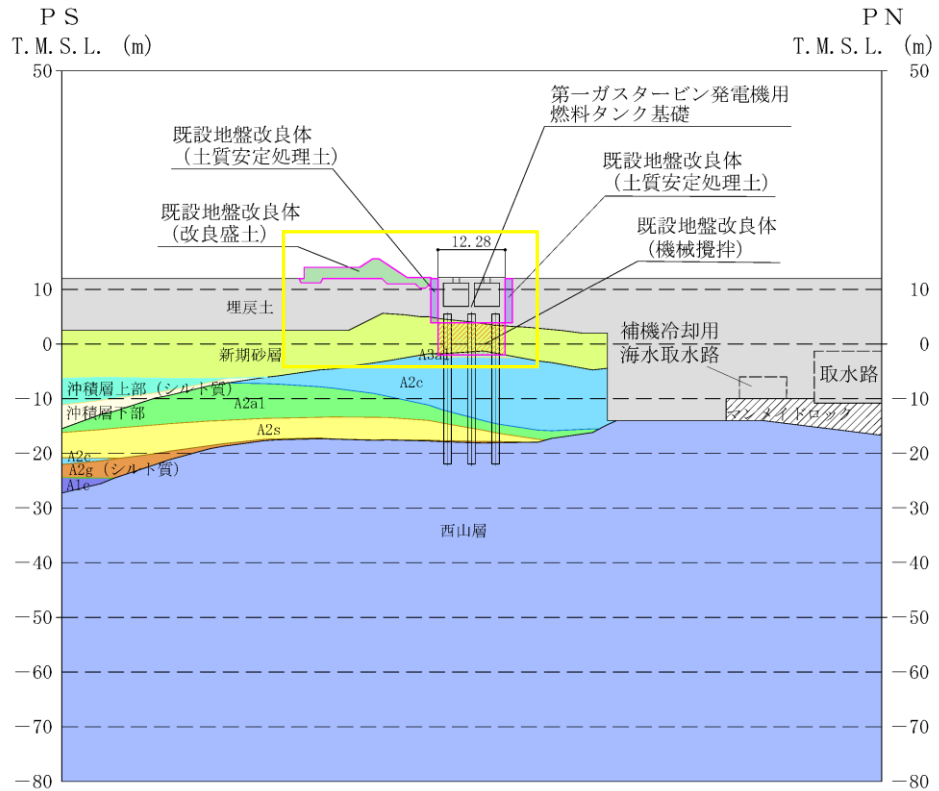 PS
PN
T.M.S.L. (m)
T.M.S.L. (m)
50
50
第一ガスタービン発電機用
燃料タンク基礎
既設地盤改良体
(土質安定処理土)
既設地盤改良体
(土質安定処理土)
既設地盤改良体
(改良盛土)
既設地盤改良体
(機械攪拌)
12.28
10
10
埋戻土
補機冷却用
海水取水路
0
0
新期砂層
A3a1
取水路
沖積層上部(シルト質)
A2c
-10
-10
沖積層下部
A2a1
マンメイドロック
A2s
-20
-20
A2c
A2g(シルト質)
A1c
-30
-30
西山層
-40
-40
-50
-50
-60
-60
-70
-70
-80
-80